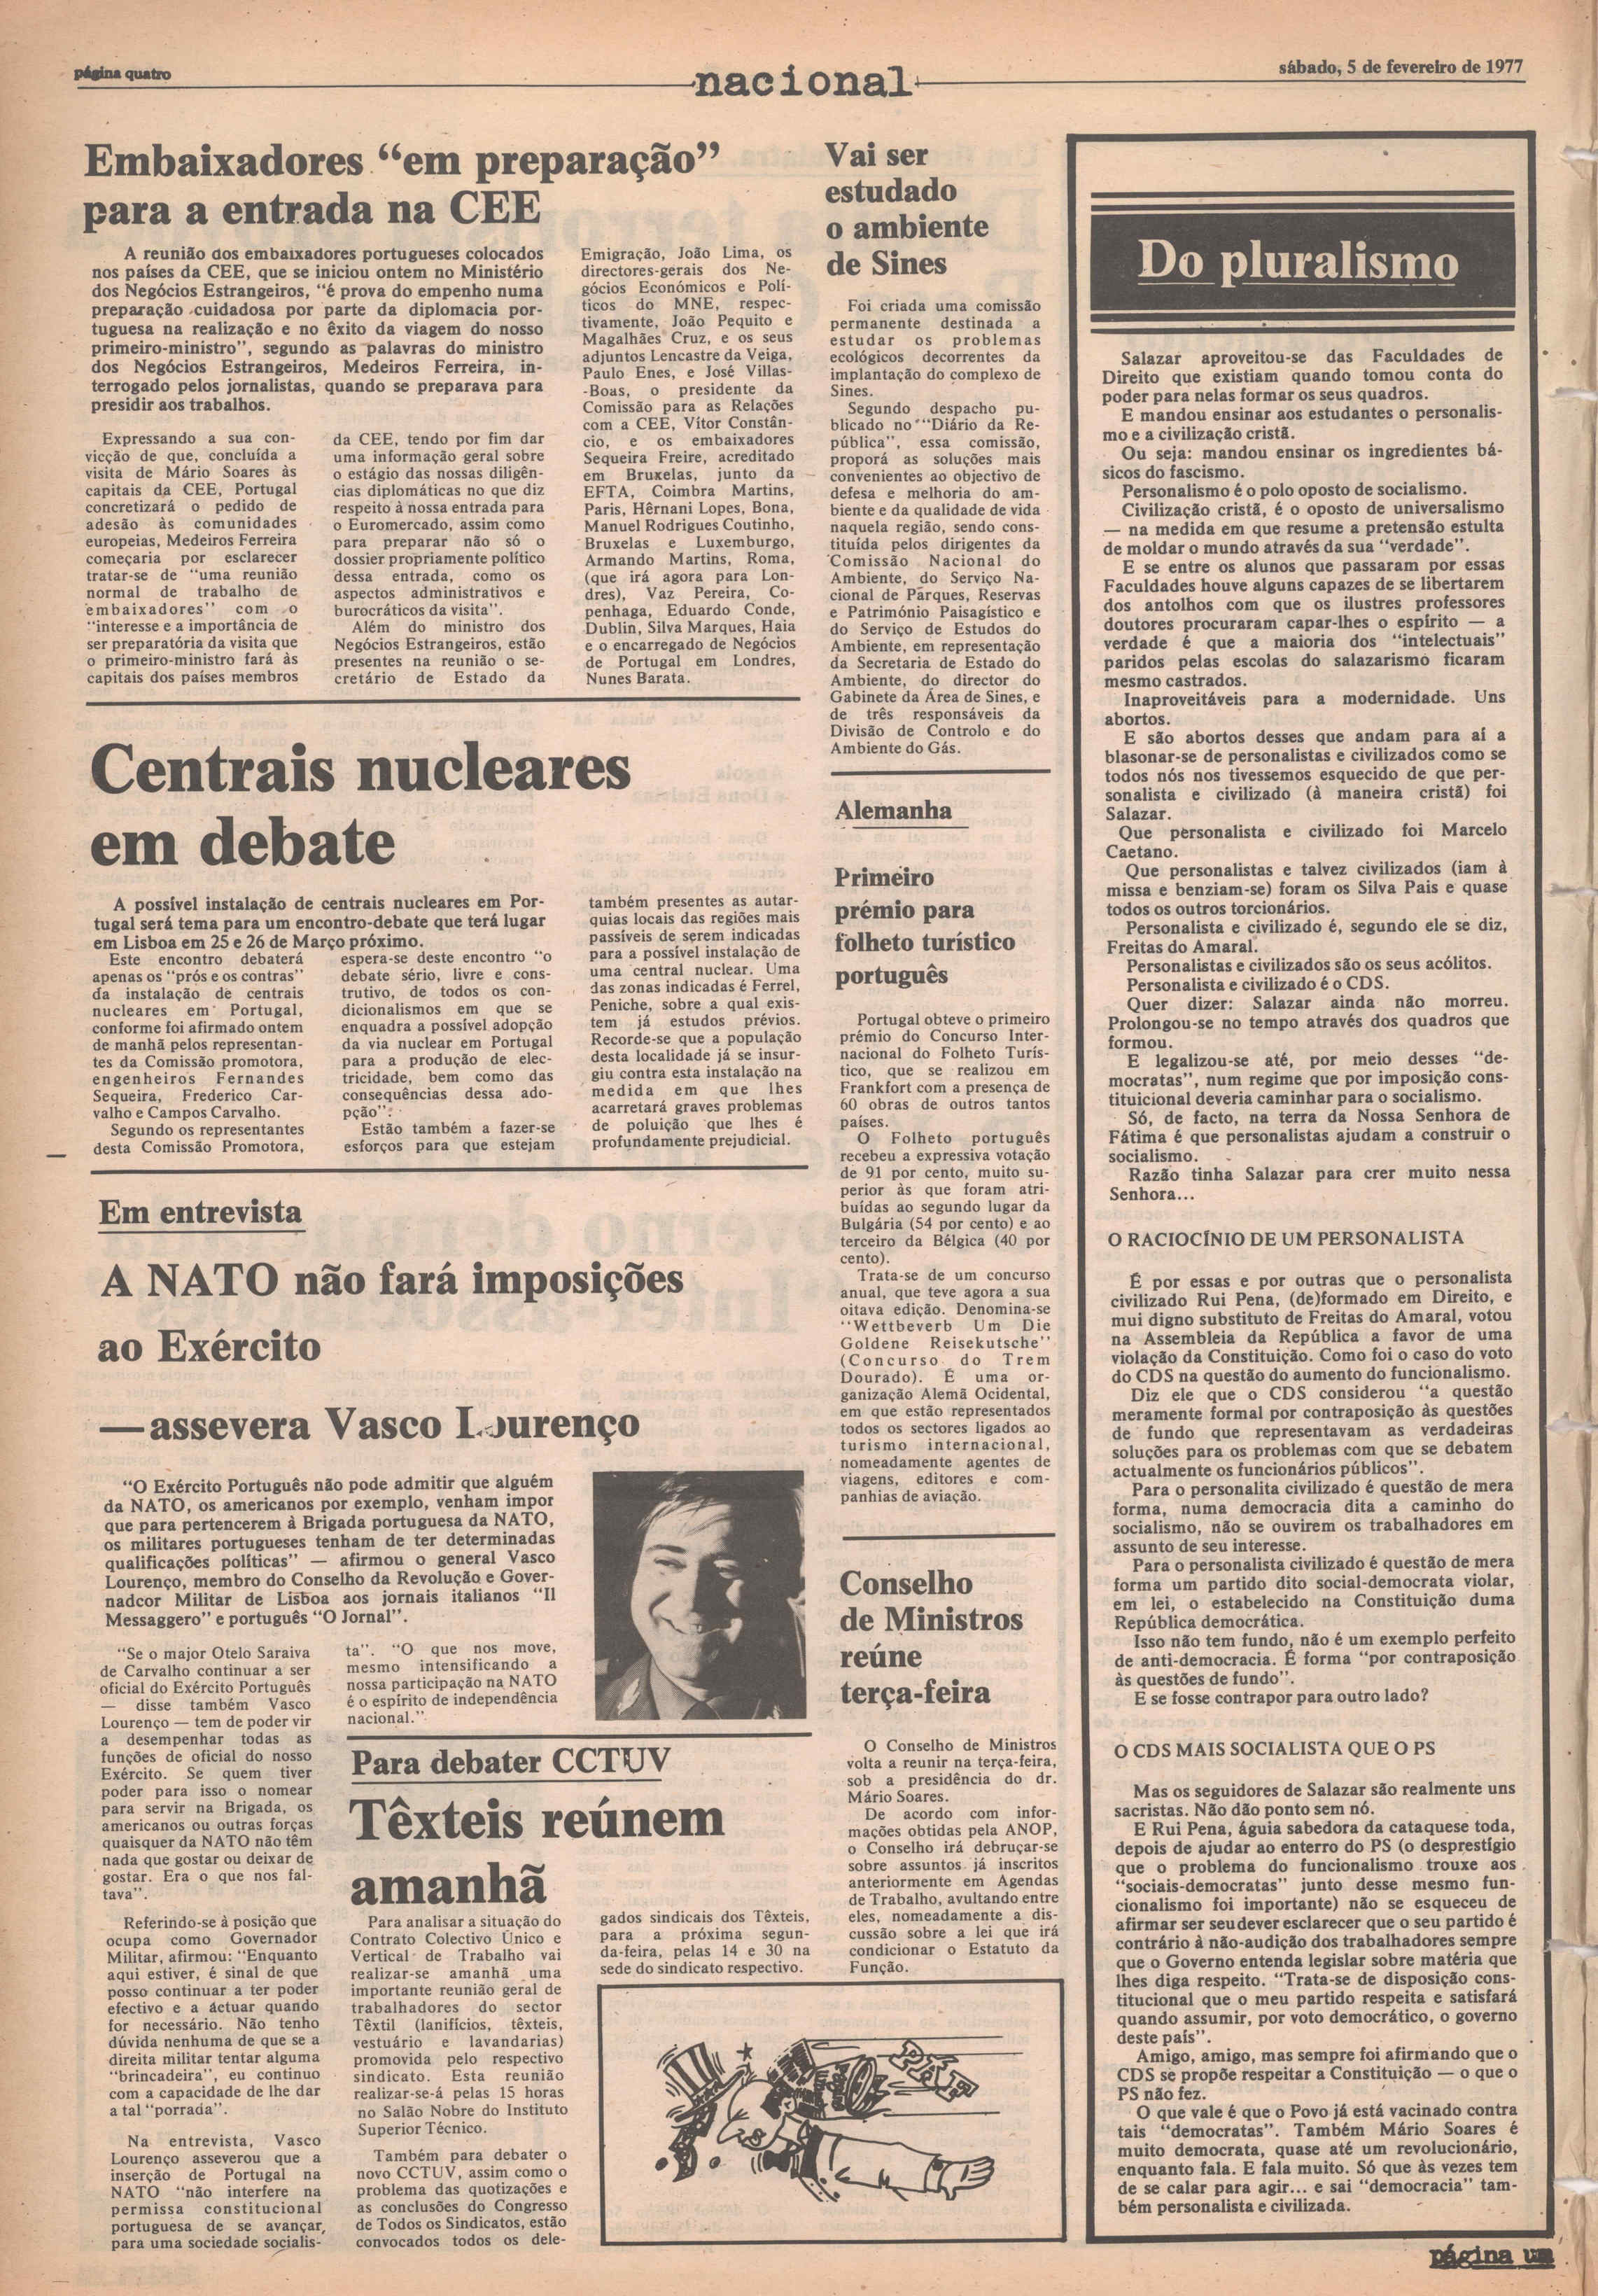 página quatro
nacional
sábado, 5 de fevereiro de 1977
Embaixadores "em preparação"
para a entrada na CEE
A reunião dos embaixadores portugueses colocados
nos países da CEE, que se iniciou ontem no Ministério
dos Negócios Estrangeiros, "é prova do empenho numa
preparação cuidadosa por parte da diplomacia por-
tuguesa na realização e no êxito da viagem do nosso
primeiro-ministro", segundo as palavras do ministro
dos Negócios Estrangeiros, Medeiros Ferreira, in-
terrogado pelos jornalistas, quando se preparava para
presidir aos trabalhos.
Expressando a sua con-
vicção de que, concluída a
visita de Mário Soares às
capitais da CEE, Portugal
concretizará o pedido de
adesão às comunidades
europeias, Medeiros Ferreira
começaria por esclarecer
tratar-se de "uma reunião
normal de trabalho de
embaixadores" com o
"interesse e a importância de
ser preparatória da visita que
o primeiro-ministro fará às
capitais dos países membros
da CEE, tendo por fim dar
uma informação geral sobre
o estágio das nossas diligên-
cias diplomáticas no que diz
respeito à nossa entrada para
o Euromercado, assim como
para preparar não só o
dossier propriamente político
dessa entrada, como os
aspectos administrativos e
burocráticos da visita".
Além do ministro dos
Negócios Estrangeiros, estão
presentes na reunião o se-
cretário de Estado da
Emigração, João Lima, os
directores-gerais dos Ne-
gócios Económicos e Polí-
ticos do MNE, respec-
tivamente, João Pequito e
Magalhães Cruz, e os seus
adjuntos Lencastre da Veiga,
Paulo Enes, e José Villas-
-Boas, o presidente da
Comissão para as Relações
com a CEE, Vítor Constân-
cio, e os embaixadores
Sequeira Freire, acreditado
em Bruxelas, junto da
EFTA, Coimbra Martins,
Paris, Hêrnani Lopes, Bona,
Manuel Rodrigues Coutinho,
Bruxelas e Luxemburgo,
Armando Martins, Roma,
(que irá agora para Lon-
dres), Vaz Pereira, Co-
penhaga, Eduardo Conde,
Dublin, Silva Marques, Haia
e o encarregado de Negócios
de Portugal em Londres,
Nunes Barata.
Centrais nucleares
em debate
A possível instalação de centrais nucleares em Por-
tugal será tema para um encontro-debate que terá lugar
em Lisboa em 25 e 26 de Março próximo.
Este encontro debaterá
apenas os "prós e os contras"
da instalação de centrais
nucleares em Portugal,
conforme foi afirmado ontem
de manhã pelos representan-
tes da Comissão promotora,
engenheiros Fernandes
Sequeira, Frederico Car-
valho e Campos Carvalho.
Segundo os representantes
desta Comissão Promotora,
espera-se deste encontro "o
debate sério, livre e cons-
trutivo, de todos os con-
dicionalismos em que se
enquadra a possível adopção
da via nuclear em Portugal
para a produção de elec-
tricidade, bem como das
consequências dessa ado-
pção".
Estão também a fazer-se
esforços para que estejam
também presentes as autar-
quias locais das regiões mais
passíveis de serem indicadas
para a possível instalação de
uma central nuclear. Uma
das zonas indicadas é Ferrel,
Peniche, sobre a qual exis-
tem já estudos prévios.
Recorde-se que a população
desta localidade já se insur-
giu contra esta instalação na
medida em que lhes
acarretará graves problemas
de poluição que lhes é
profundamente prejudicial.
Em entrevista
A NATO não fará imposições
ao Exército
—assevera Vasco Lourenço
"O Exército Português não pode admitir que alguém
da NATO, os americanos por exemplo, venham impor
que para pertencerem à Brigada portuguesa da NATO,
os militares portugueses tenham de ter determinadas
qualificações políticas" — afirmou o general Vasco
Lourenço, membro do Conselho da Revolução e Gover-
nadcor Militar de Lisboa aos jornais italianos "Il
Messaggero" e português "O Jornal".
"Se o major Otelo Saraiva
de Carvalho continuar a ser
oficial do Exército Português
— disse também Vasco
Lourenço — tem de poder vir
a desempenhar todas as
funções de oficial do nosso
Exército. Se quem tiver
poder para isso o nomear
para servir na Brigada, os
americanos ou outras forças
quaisquer da NATO não têm
nada que gostar ou deixar de
gostar. Era o que nos fal-
tava".
Referindo-se à posição que
ocupa como Governador
Militar, afirmou: "Enquanto
aqui estiver, é sinal de que
posso continuar a ter poder
efectivo e a áctuar quando
for necessário. Não tenho
dúvida nenhuma de que se a
direita militar tentar alguma
"brincadeira", eu continuo
com a capacidade de lhe dar
a tal "porrada".
Na entrevista, Vasco
Lourenço asseverou que a
inserção de Portugal na
NATO "não interfere na
permissa constitucional
portuguesa de se avançar,
para uma sociedade socialis-
ta". "O que nos move,
mesmo intensificando a
nossa participação na NATO
é o espírito de independência
nacional."
Para debater CCTUV
Têxteis reúnem
amanhã
Para analisar a situação do
Contrato Colectivo Único e
Vertical de Trabalho vai
realizar-se amanhã uma
importante reunião geral de
trabalhadores do sector
Têxtil (lanifícios, têxteis,
vestuário e lavandarias)
promovida pelo respectivo
sindicato. Esta reunião
realizar-se-á pelas 15 horas
no Salão Nobre do Instituto
Superior Técnico.
Também para debater o
novo CCTUV, assim como o
problema das quotizações e
as conclusões do Congresso
de Todos os Sindicatos, estão
convocados todos os dele-
gados sindicais dos Têxteis,
para a próxima segun-
da-feira, pelas 14 e 30 na
sede do sindicato respectivo.
Vai ser
estudado
o ambiente
de Sines
Foi criada uma comissão
permanente destinada a
estudar os problemas
ecológicos decorrentes da
implantação do complexo de
Sines.
Segundo despacho pu-
blicado no "Diário da Re-
pública", essa comissão,
proporá as soluções mais
convenientes ao objectivo de
defesa e melhoria do am-
biente e da qualidade de vida
naquela região, sendo cons-
tituída pelos dirigentes da
Comissão Nacional do
Ambiente, do Serviço Na-
cional de Parques, Reservas
e Património Paisagístico e
do Serviço de Estudos do
Ambiente, em representação
da Secretaria de Estado do
Ambiente, do director do
Gabinete da Área de Sines, e
de três responsáveis da
Divisão de Controlo e do
Ambiente do Gás.
Alemanha
Primeiro
prémio para
folheto turístico
português
Portugal obteve o primeiro
prémio do Concurso Inter-
nacional do Folheto Turís-
tico, que se realizou em
Frankfort com a presença de
60 obras de outros tantos
países.
O Folheto português
recebeu a expressiva votação
de 91 por cento, muito su-
perior às que foram atri-
buídas ao segundo lugar da
Bulgária (54 por cento) e ao
terceiro da Bélgica (40 por
cento).
Trata-se de um concurso
anual, que teve agora a sua
oitava edição. Denomina-se
"Wettbeverb Um Die
Goldene Reisekutsche"
(Concurso do Trem
Dourado). É uma or-
ganização Alemã Ocidental,
em que estão representados
todos os sectores ligados ao
turismo internacional,
nomeadamente agentes de
viagens, editores e com-
panhias de aviação.
Conselho
de Ministros
reúne
terça-feira
O Conselho de Ministros
volta a reunir na terça-feira,
sob a presidência do dr.
Mário Soares.
De acordo com infor-
mações obtidas pela ANOP,
o Conselho irá debruçar-se
sobre assuntos já inscritos
anteriormente em Agendas
de Trabalho, avultando entre
eles, nomeadamente a dis-
cussão sobre a lei que irá
condicionar o Estatuto da
Função.
Do pluralismo
Salazar aproveitou-se das Faculdades de
Direito que existiam quando tomou conta do
poder para nelas formar os seus quadros.
E mandou ensinar aos estudantes o personalis-
mo e a civilização cristã.
Ou seja: mandou ensinar os ingredientes bá-
sicos do fascismo.
Personalismo é o polo oposto de socialismo.
Civilização cristã, é o oposto de universalismo
— na medida em que resume a pretensão estulta
de moldar o mundo através da sua "verdade".
E se entre os alunos que passaram por essas
Faculdades houve alguns capazes de se libertarem
dos antolhos com que os ilustres professores
doutores procuraram capar-lhes o espírito — a
verdade é que a maioria dos "intelectuais"
paridos pelas escolas do salazarismo ficaram
mesmo castrados.
Inaproveitáveis para a modernidade. Uns
abortos.
E são abortos desses que andam para aí a
blasonar-se de personalistas e civilizados como se
todos nós nos tivessemos esquecido de que per-
sonalista e civilizado (à maneira cristã) foi
Salazar.
Que personalista e civilizado foi Marcelo
Caetano.
Que personalistas e talvez civilizados (iam à
missa e benziam-se) foram os Silva Pais e quase
todos os outros torcionários.
Personalista e civilizado é, segundo ele se diz,
Freitas do Amaral.
Personalistas e civilizados são os seus acólitos.
Personalista e civilizado é o CDS.
Quer dizer: Salazar ainda não morreu.
Prolongou-se no tempo através dos quadros que
formou.
E legalizou-se até, por meio desses "de-
mocratas", num regime que por imposição cons-
tituicional deveria caminhar para o socialismo.
Só, de facto, na terra da Nossa Senhora de
Fátima é que personalistas ajudam a construir o
socialismo.
Razão tinha Salazar para crer muito nessa
Senhora...
O RACIOCÍNIO DE UM PERSONALISTA
É por essas e por outras que o personalista
civilizado Rui Pena, (de)formado em Direito, e
mui digno substituto de Freitas do Amaral, votou
na Assembleia da República a favor de uma
violação da Constituição. Como foi o caso do voto
do CDS na questão do aumento do funcionalismo.
Diz ele que o CDS considerou "a questão
meramente formal por contraposição às questões
de fundo que representavam as verdadeiras
soluções para os problemas com que se debatem
actualmente os funcionários públicos".
Para o personalita civilizado é questão de mera
forma, numa democracia dita a caminho do
socialismo, não se ouvirem os trabalhadores em
assunto de seu interesse.
Para o personalista civilizado é questão de mera
forma um partido dito social-democrata violar,
em lei, o estabelecido na Constituição duma
República democrática.
Isso não tem fundo, não é um exemplo perfeito
de anti-democracia. É forma "por contraposição
às questões de fundo".
E se fosse contrapor para outro lado?
O CDS MAIS SOCIALISTA QUE O PS
Mas os seguidores de Salazar são realmente uns
sacristas. Não dão ponto sem nó.
E Rui Pena, águia sabedora da cataquese toda,
depois de ajudar ao enterro do PS (o desprestígio
que o problema do funcionalismo trouxe aos
"sociais-democratas" junto desse mesmo fun-
cionalismo foi importante) não se esqueceu de
afirmar ser seu dever esclarecer que o seu partido é
contrário à não-audição dos trabalhadores sempre
que o Governo entenda legislar sobre matéria que
lhes diga respeito. "Trata-se de disposição cons-
titucional que o meu partido respeita e satisfará
quando assumir, por voto democrático, o governo
deste país".
Amigo, amigo, mas sempre foi afirmando que o
CDS se propõe respeitar a Constituição — o que o
PS não fez.
O que vale é que o Povo já está vacinado contra
tais "democratas". Também Mário Soares é
muito democrata, quase até um revolucionário,
enquanto fala. E fala muito. Só que às vezes tem
de se calar para agir... e sai "democracia" tam-
bém personalista e civilizada.
página um